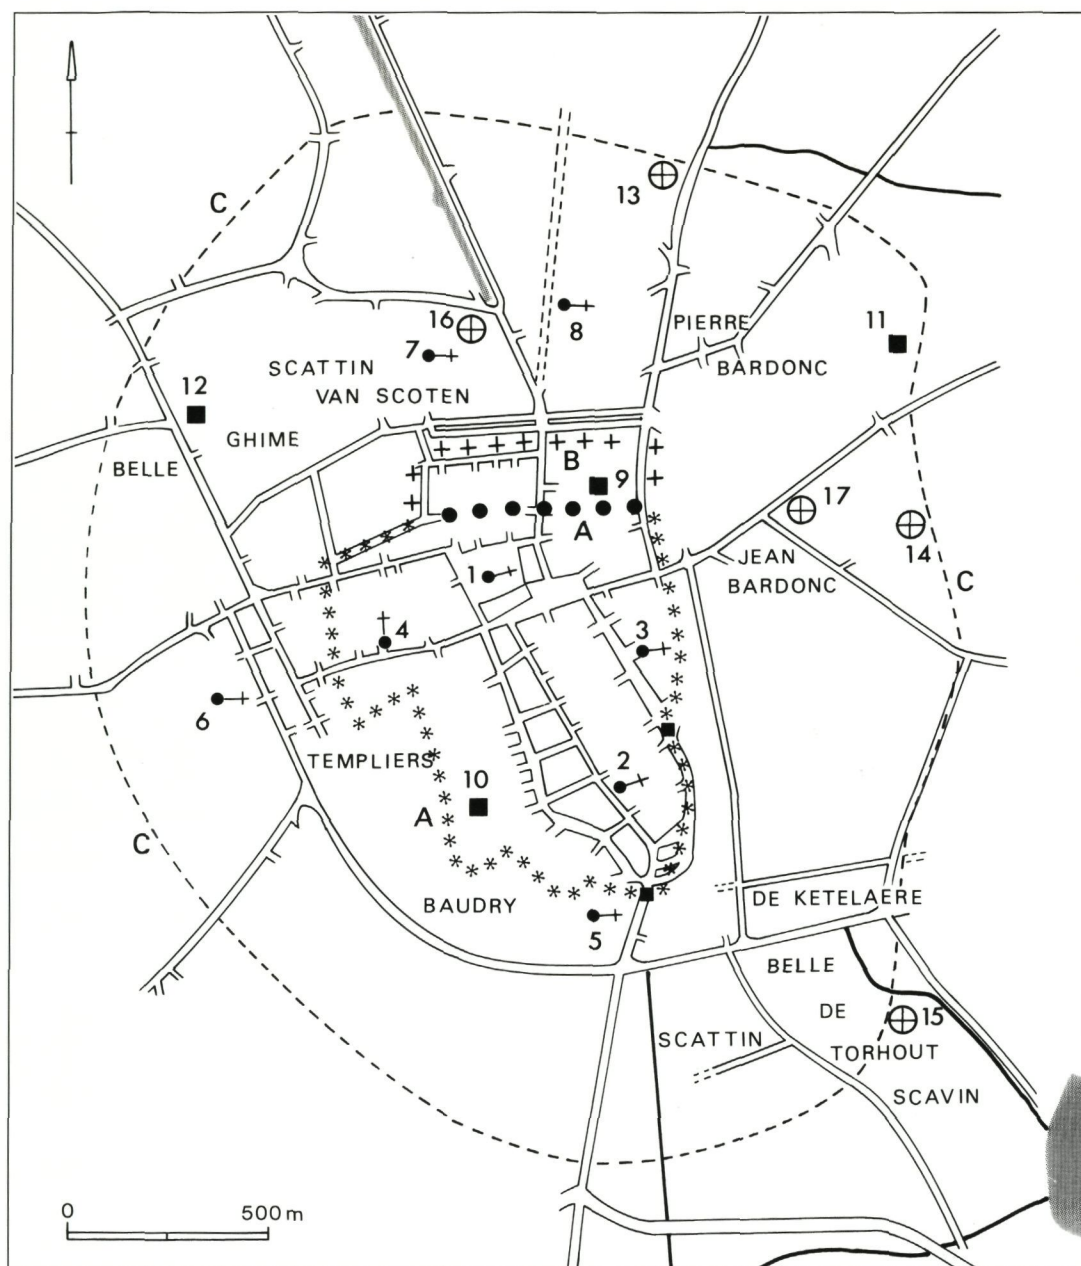 C
13
16
8
PIERRE
11
7
SCATTIN
BARDONC
12
VAN SCOTEN
GHIME
B
9
BELLE
17
A
14
JEAN
1
C
BARDONC
4
3
6
TEMPLIERS
2
10
A
C
BAUDRY
DE KETELAERE
5
BELLE
DE
15
SCATTIN
TORHOUT
SCAVIN
0
500 m